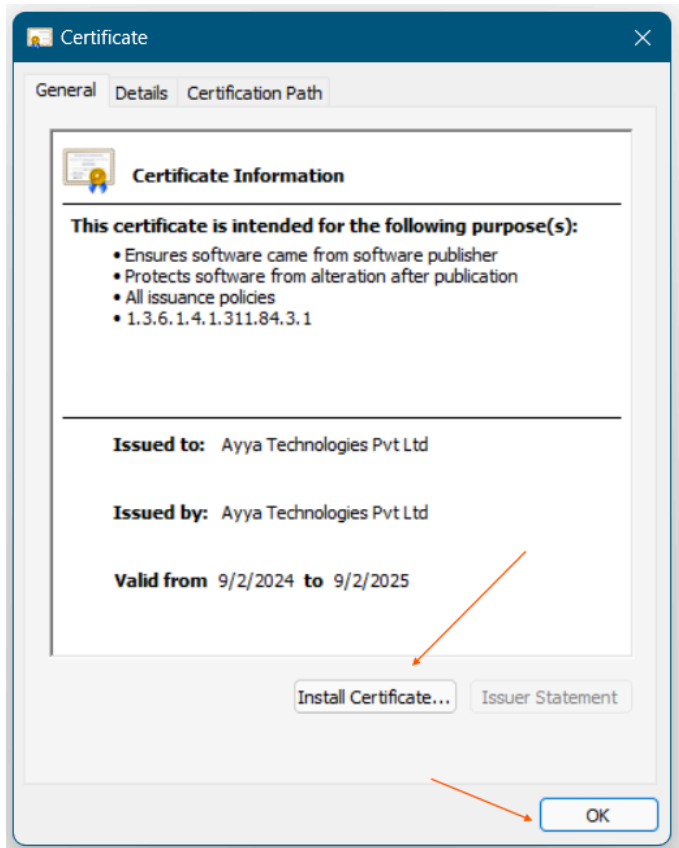 Certificate
General Details Certification Path
Certificate Information
This certificate is intended for the following purpose(s):
• Ensures software came from software publisher
• Protects software from alteration after publication
• All issuance policies
• 1.3.6.1.4.1.311.84.3.1
Issued to: Ayya Technologies Pvt Ltd
Issued by: Ayya Technologies Pvt Ltd
Valid from 9/2/2024 to 9/2/2025
Install Certificate... Issuer Statement
OK